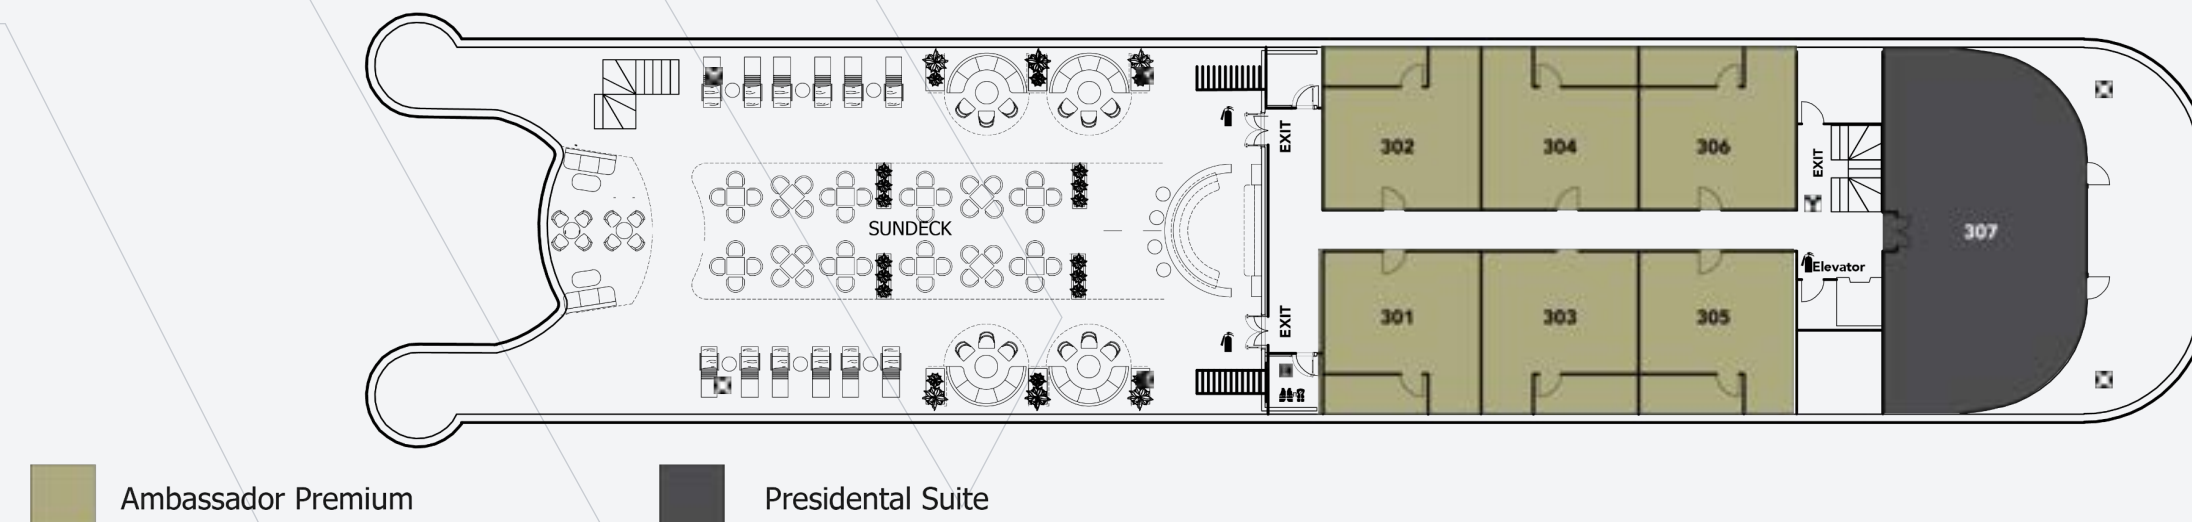 EXIT
302
304
306
EXIT
SUNDECK
307
Elevator
EXIT
301
303
305
Ambassador Premium
Presidental Suite